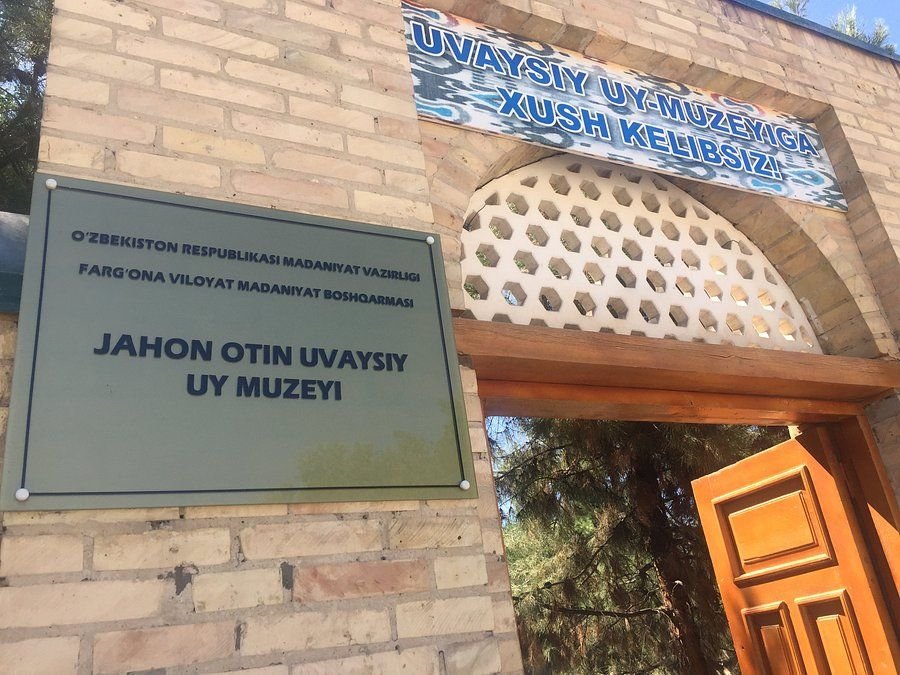 O'ZBEKISTON RESPUBLIKASI MADANIYAT VAZIRLIGI
FARG'ONA VILOYAT MADANIYAT BOSHQARMASI
JAHON OTIN UVAYSIY
UY MUZEYI
UVAYSIY UY-MUZEYIGA
XUSH KELIBSIZ!